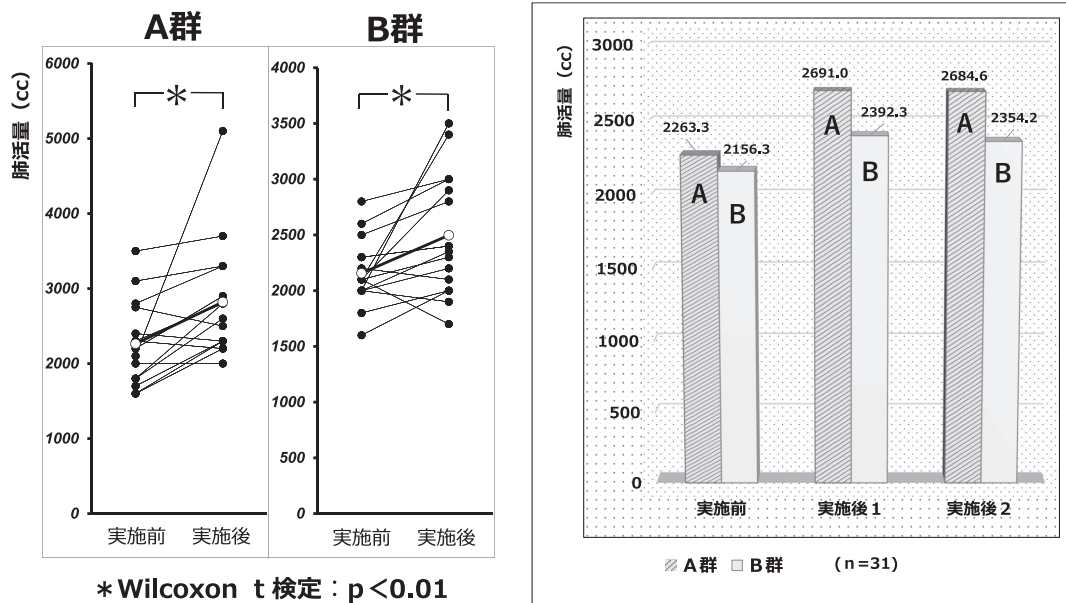 A群
肺活量（cc）
6000
5000
4000
3000
2000
1000
0
＊
実施前 実施後
B群
4000
3500
3000
2500
2000
1500
1000
500
0
＊
実施前 実施後
＊Wilcoxon t 検定：p＜0.01
肺活量（cc）
3000
2500
2000
1500
1000
500
0
2263.3
2156.3
2691.0
2392.3
2684.6
2354.2
A
B
A
B
A
B
実施前 実施後１ 実施後２
A群 B群 (n=31)